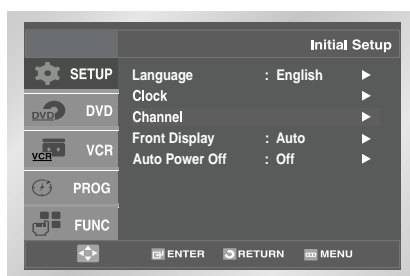 Initial Setup
SETUP
Language : English ►
Clock ►
Channel ►
Front Display : Auto ►
Auto Power Off : Off ►
DVD DVD
VCR VCR
PROG
FUNC
ENTER RETURN MENU